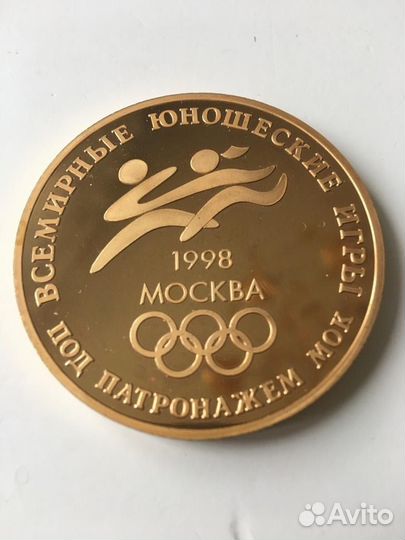 ВСЕМИРНЫЕ ЮНОШЕСКИЕ ИГРЫ
1998
МОСКВА
ПОД ПАТРОНАЖЕМ МОК
Avito